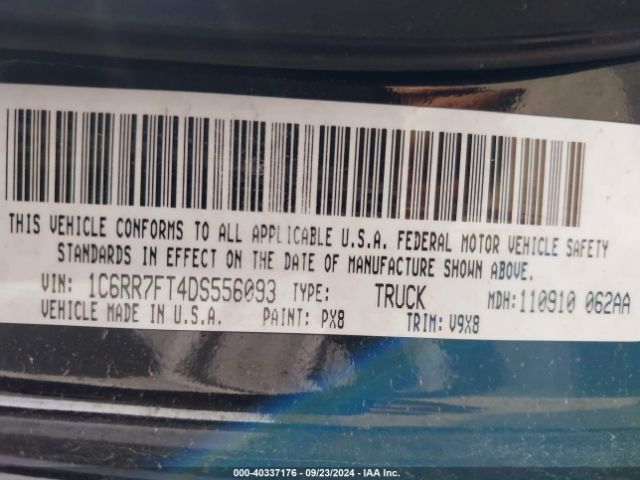 THIS VEHICLE CONFORMS TO ALL APPLICABLE U.S.A. FEDERAL MOTOR VEHICLE SAFETY
STANDARDS IN EFFECT ON THE DATE OF MANUFACTURE SHOWN ABOVE.
VIN: 1C6RR7FT4DS556093 TYPE: TRUCK MDH: 110910 062AA
VEHICLE MADE IN U.S.A. PAINT: PX8 TRIM: V9X8
000-40337176 - 09/23/2024 - IAA Inc.